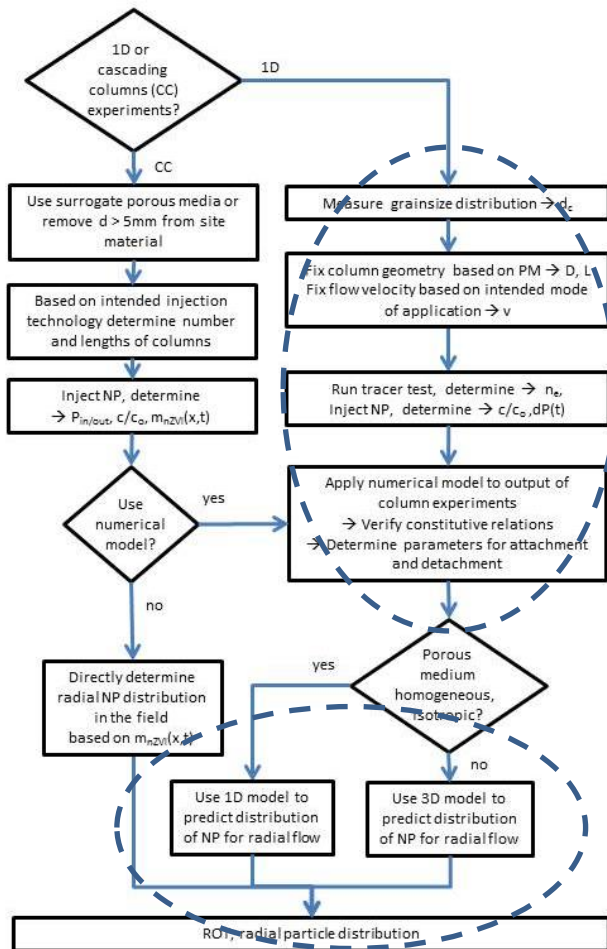 1D or
cascading
columns (CC)
experiments?
1D
CC
Use surrogate porous media or
remove d > 5mm from site
material
Measure grainsize distribution → dc
Based on intended injection
technology determine number
and lengths of columns
Fix column geometry based on PM → D, L
Fix flow velocity based on intended mode
of application → v
Inject NP, determine
→ Pin/out, c/co, mnZVI(x,t)
Run tracer test, determine → ne,
Inject NP, determine → c/co, dP(t)
Use
numerical
model?
yes
no
Apply numerical model to output of
column experiments
→ Verify constitutive relations
→ Determine parameters for attachment
and detachment
Directly determine
radial NP distribution
in the field
based on mnZVI(x,t)
Porous
medium
homogeneous,
isotropic?
yes
no
Use 1D model to
predict distribution
of NP for radial flow
Use 3D model to
predict distribution
of NP for radial flow
ROT, radial particle distribution